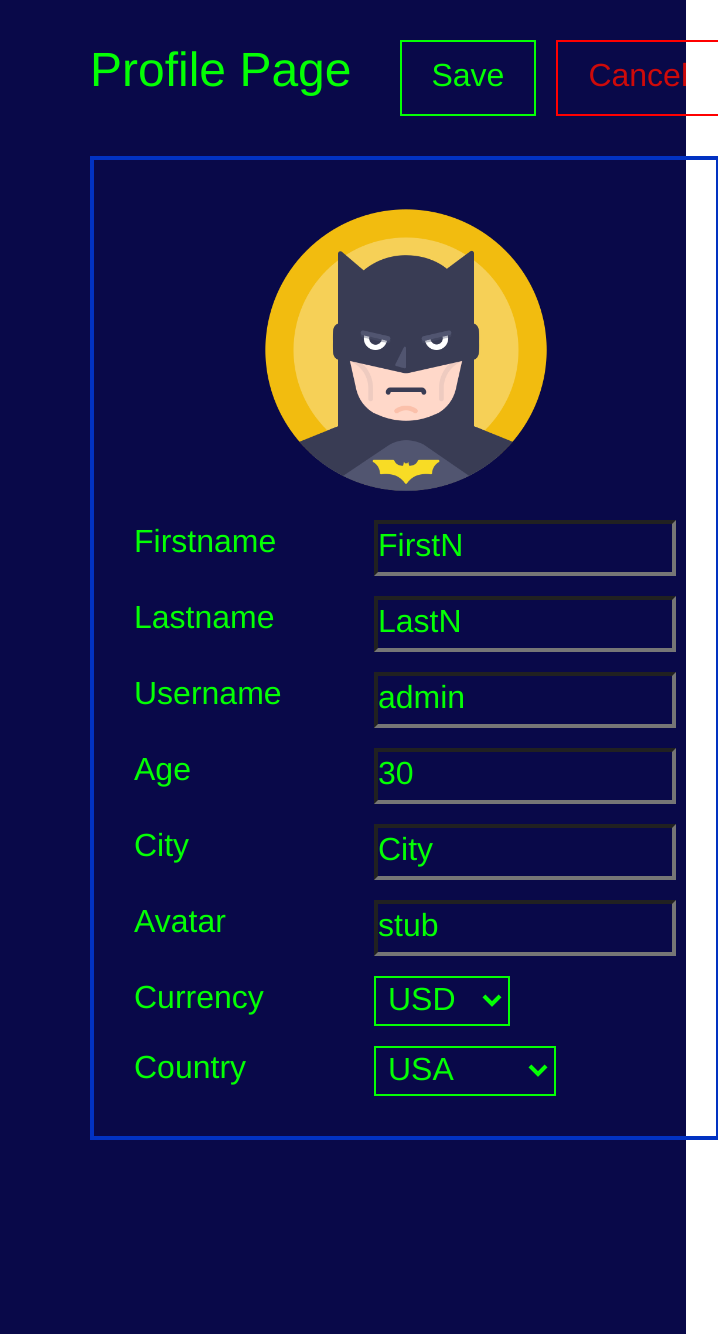 Profile Page Save Cancel
Firstname FirstN
Lastname LastN
Username admin
Age 30
City City
Avatar stub
Currency USD
Country USA